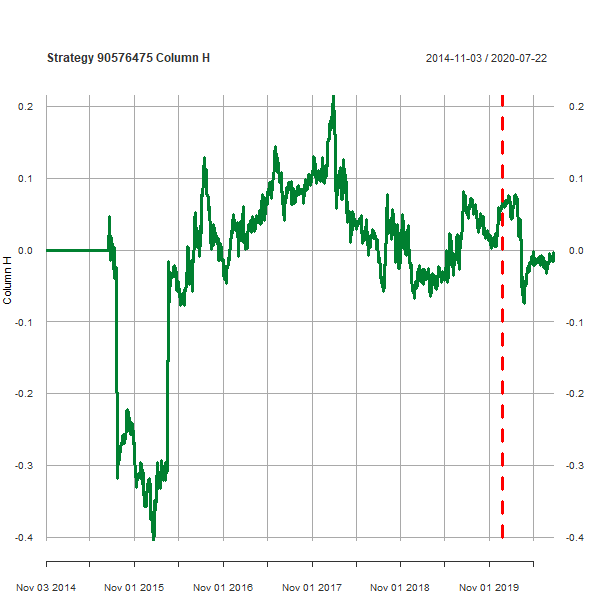 Strategy 90576475 Column H
2014-11-03 / 2020-07-22
0.2 0.2
0.1 0.1
0.0 0.0
-0.1 -0.1
-0.2 -0.2
-0.3 -0.3
-0.4 -0.4
Column H
Nov 03 2014 Nov 01 2015 Nov 01 2016 Nov 01 2017 Nov 01 2018 Nov 01 2019